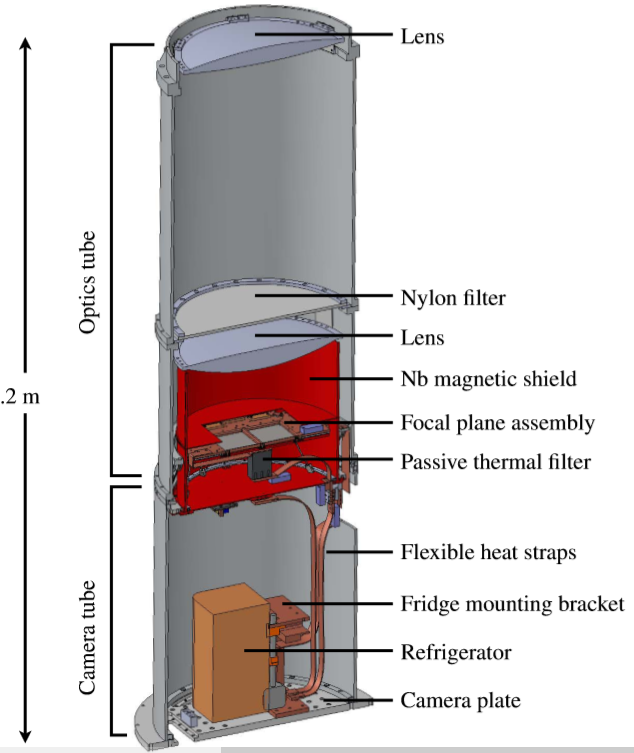 Lens
Optics tube
Nylon filter
Lens
Nb magnetic shield
.2 m
Focal plane assembly
Passive thermal filter
Flexible heat straps
Camera tube
Fridge mounting bracket
Refrigerator
Camera plate